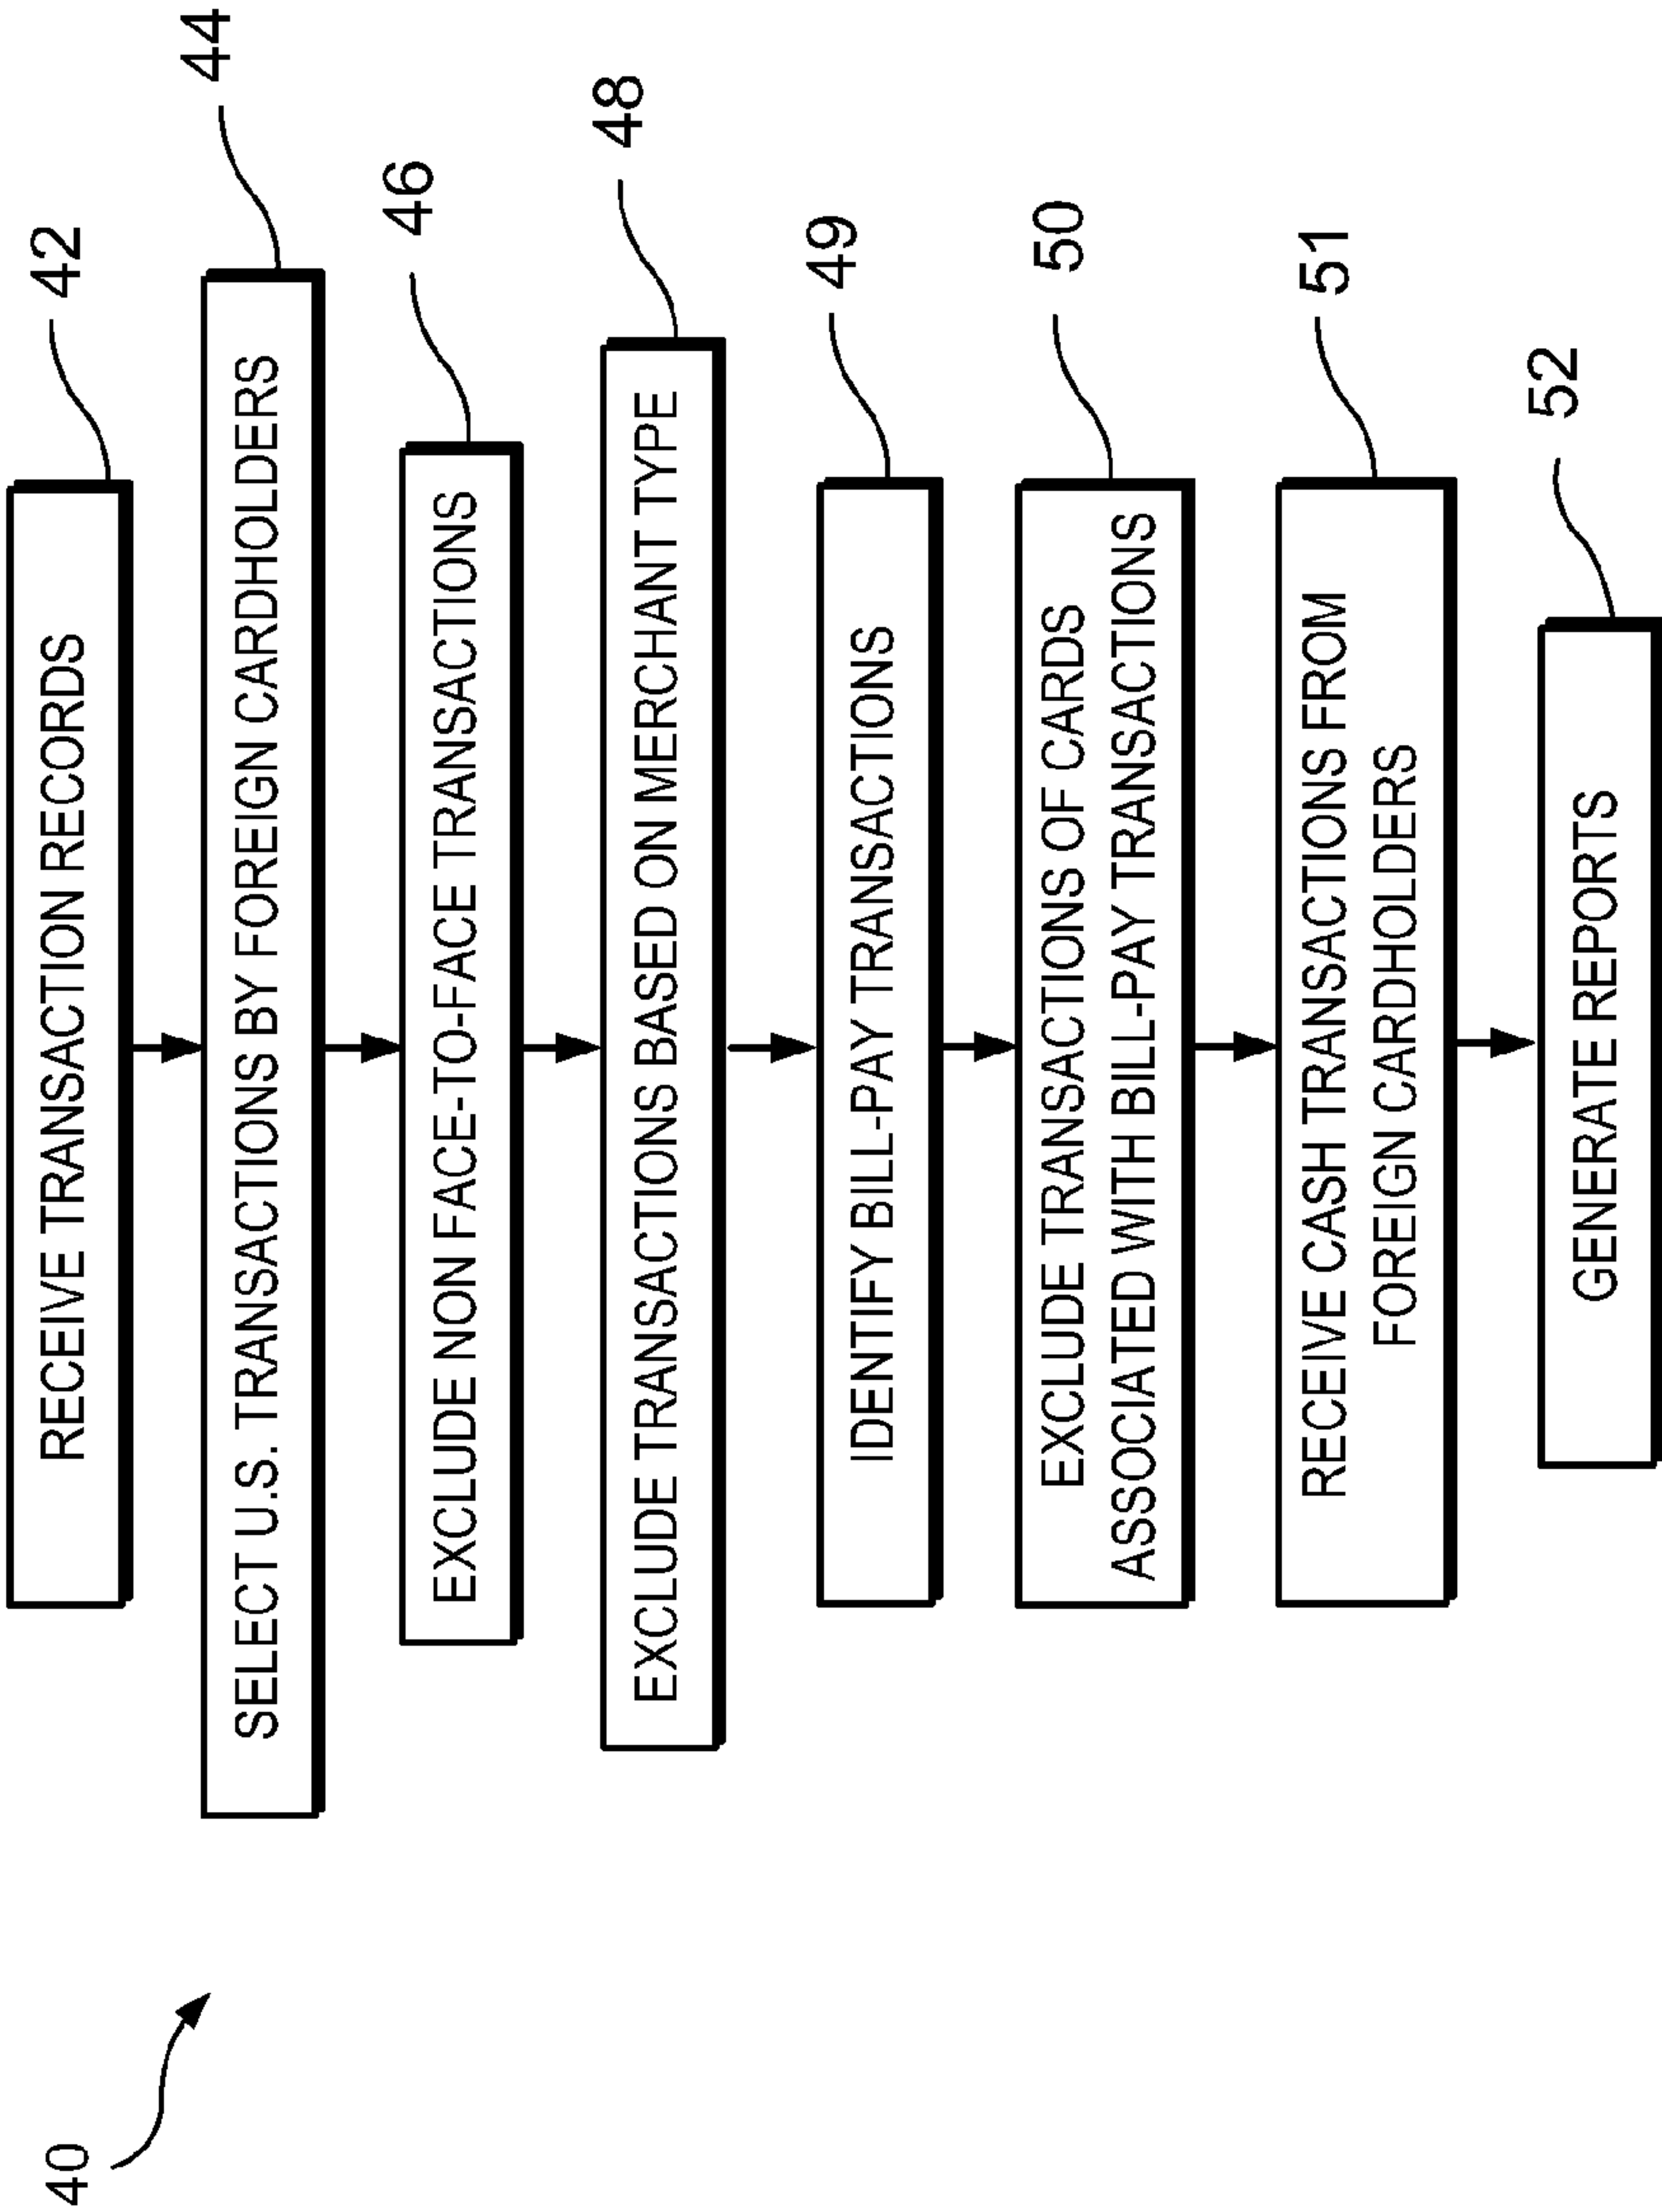 40
RECEIVE TRANSACTION RECORDS
42
SELECT U.S. TRANSACTIONS BY FOREIGN CARDHOLDERS
44
EXCLUDE NON FACE-TO-FACE TRANSACTIONS
46
EXCLUDE TRANSACTIONS BASED ON MERCHANT TYPE
48
IDENTIFY BILL-PAY TRANSACTIONS
49
EXCLUDE TRANSACTIONS OF CARDS
ASSOCIATED WITH BILL-PAY TRANSACTIONS
50
RECEIVE CASH TRANSACTIONS FROM
FOREIGN CARDHOLDERS
51
GENERATE REPORTS
52